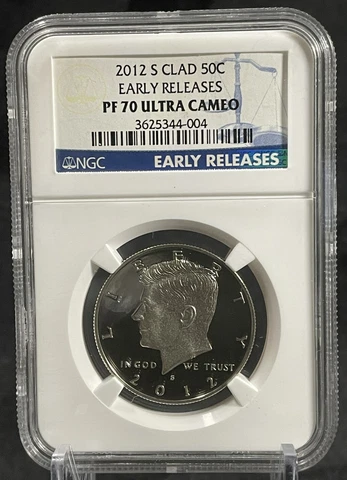 2012 S CLAD 50C
EARLY RELEASES
PF 70 ULTRA CAMEO
3625344-004
NGC EARLY RELEASES
LIBERTY
IN GOD WE TRUST
S
2012